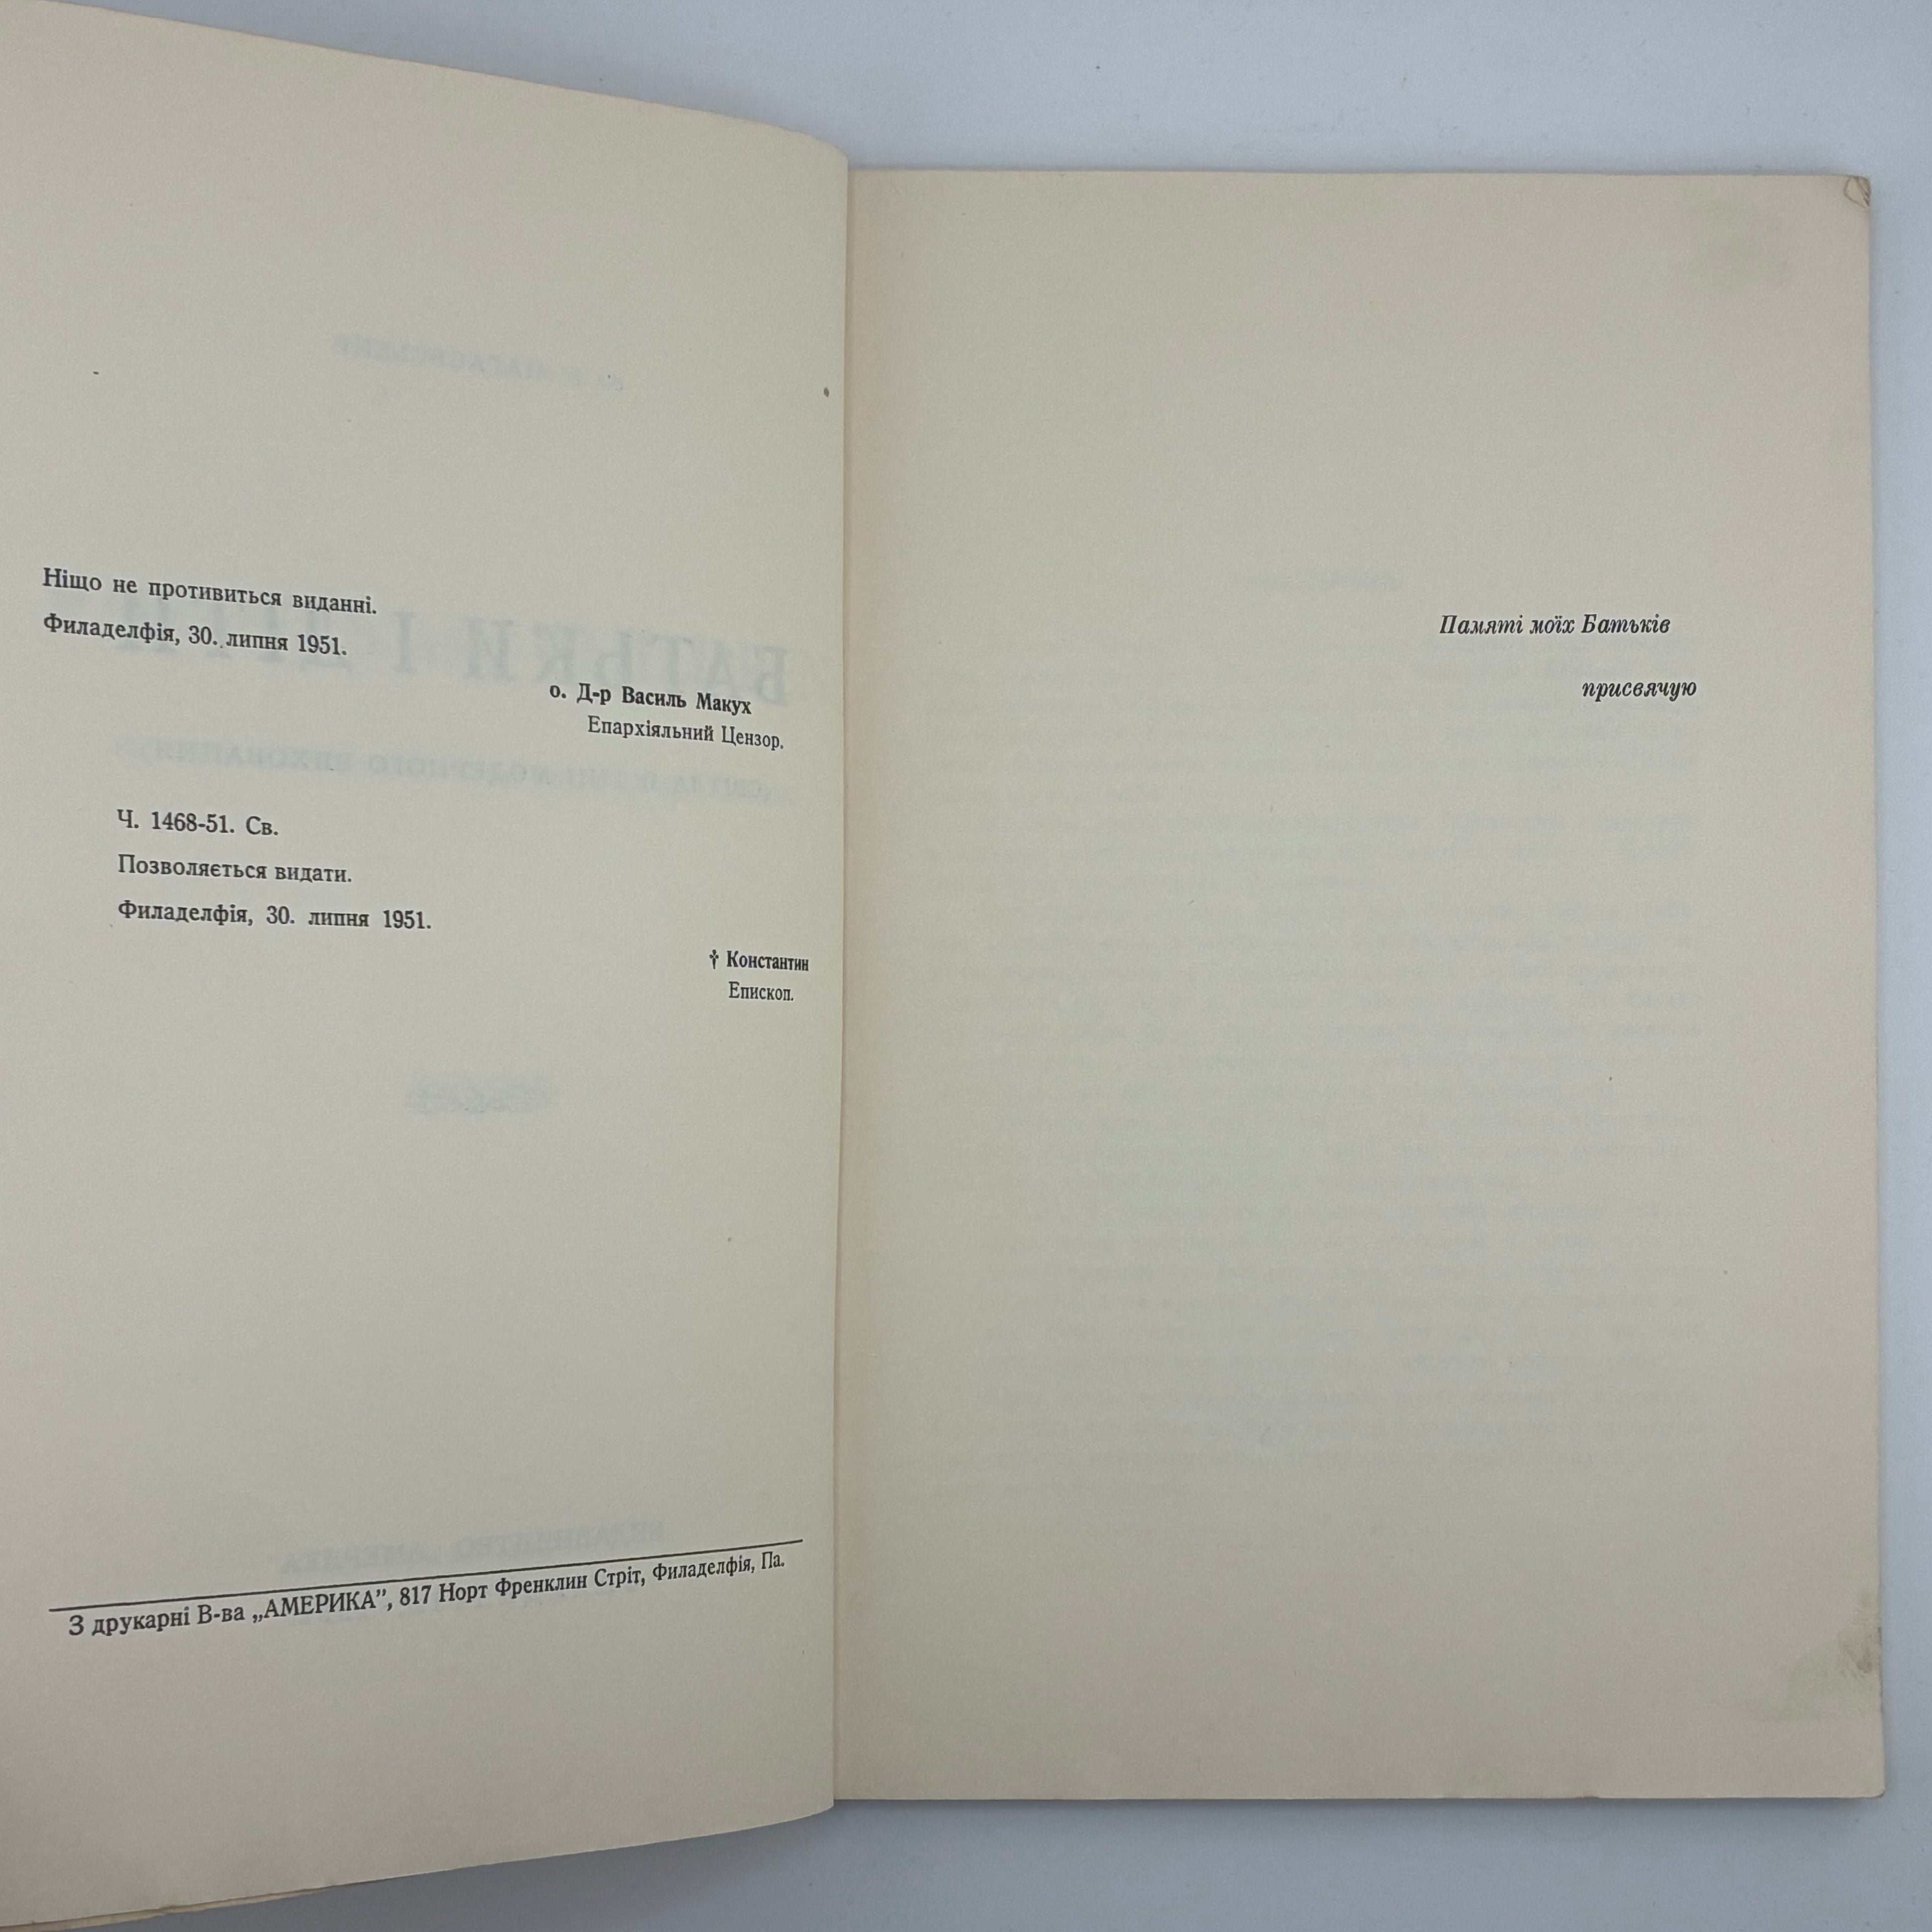 Ніщо не противиться виданні.
Филаделфія, 30. липня 1951.
о. Д-р Василь Макух
Епархіяльний Цензор.
Ч. 1468-51. Св.
Позволяється видати.
Филаделфія, 30. липня 1951.
† Константин
Епископ.
З друкарні В-ва „АМЕРИКА”, 817 Норт Френклин Стріт, Филаделфія, Па.
Памяті моїх Батьків
присвячую